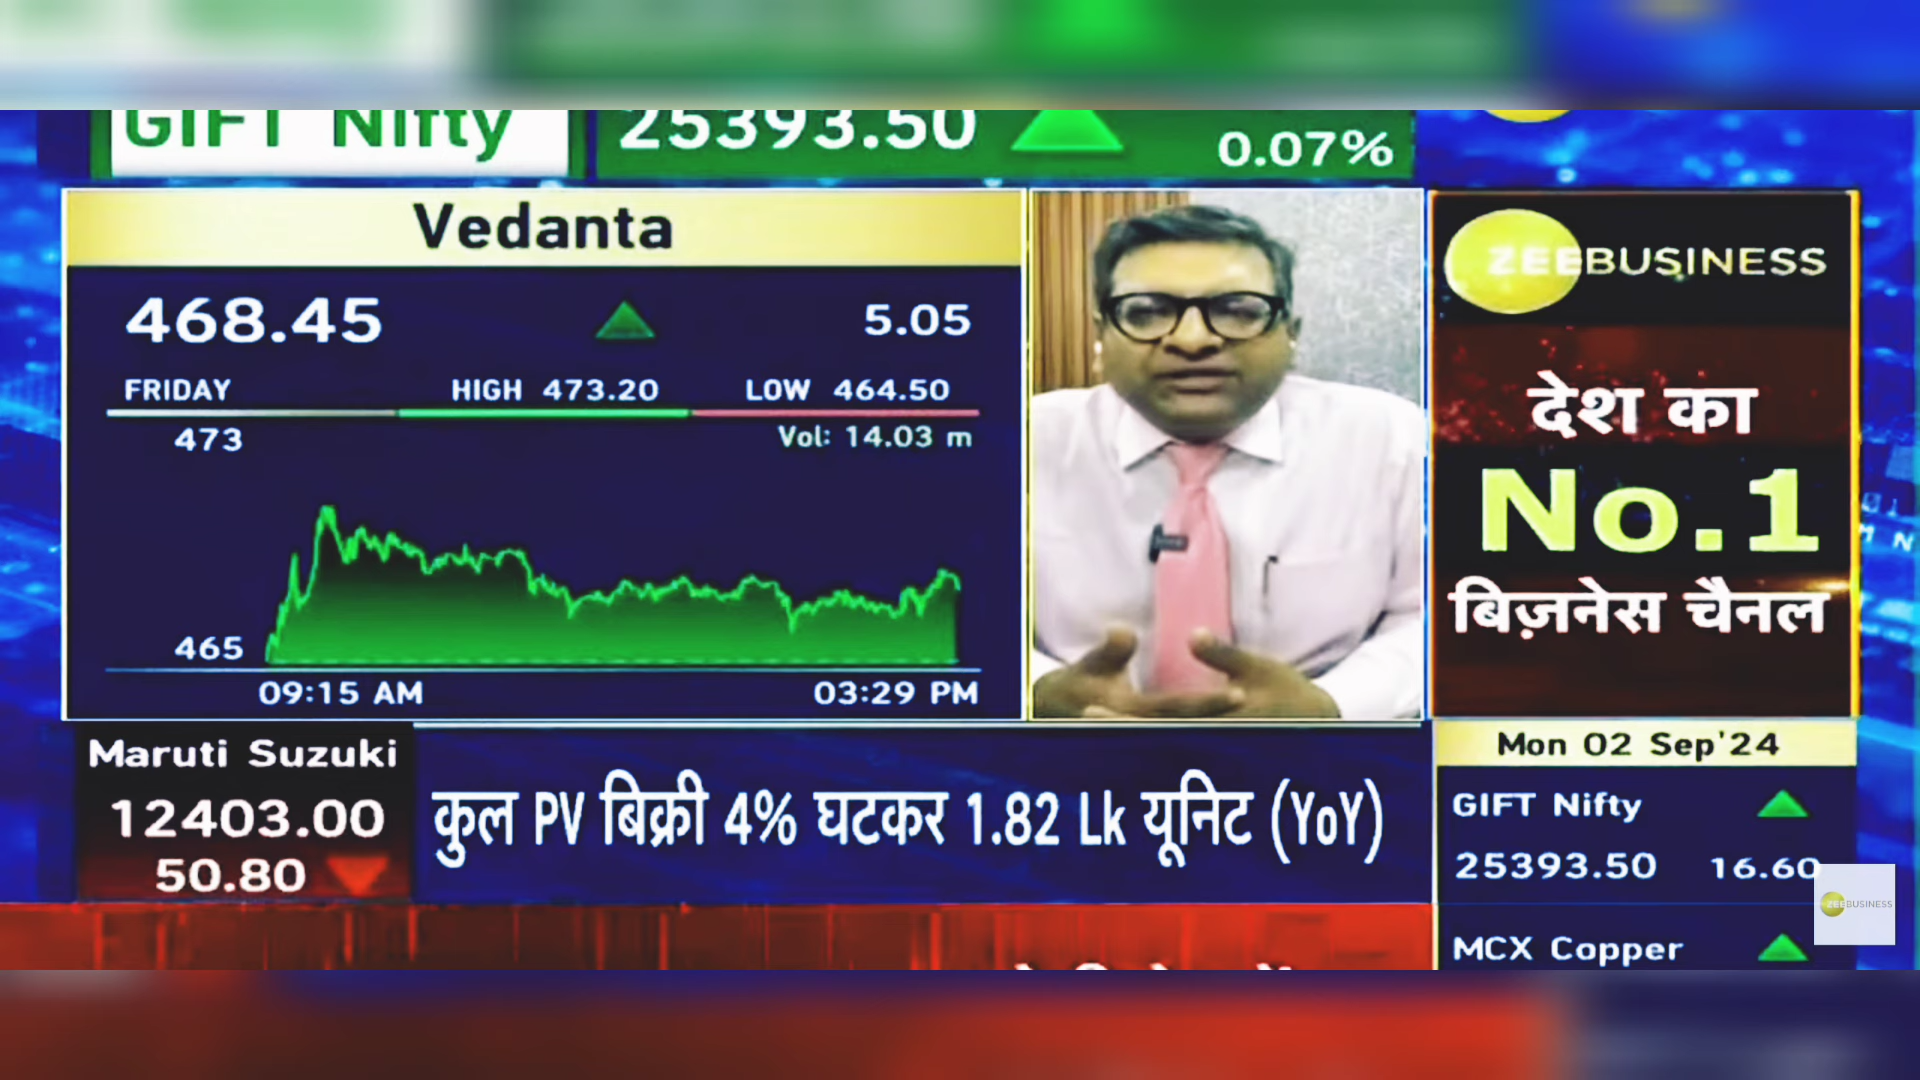 GIFT Nifty
25393.50
0.07%
Vedanta
468.45
5.05
FRIDAY
HIGH 473.20
LOW 464.50
473
Vol: 14.03 m
465
09:15 AM
03:29 PM
ZEEBUSINESS
देश का
No.1
बिज़नेस चैनल
Maruti Suzuki
12403.00
50.80
कुल PV बिक्री 4% घटकर 1.82 Lk यूनिट (YoY)
Mon 02 Sep'24
GIFT Nifty
25393.50 16.60
MCX Copper
ZEEBUSINESS